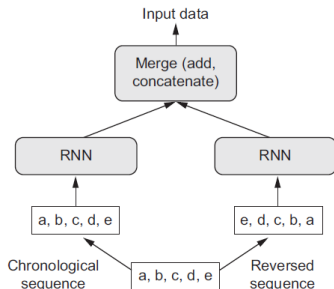 Input data
Merge (add,
concatenate)
RNN
RNN
a, b, c, d, e
e, d, c, b, a
Chronological
sequence
a, b, c, d, e
Reversed
sequence